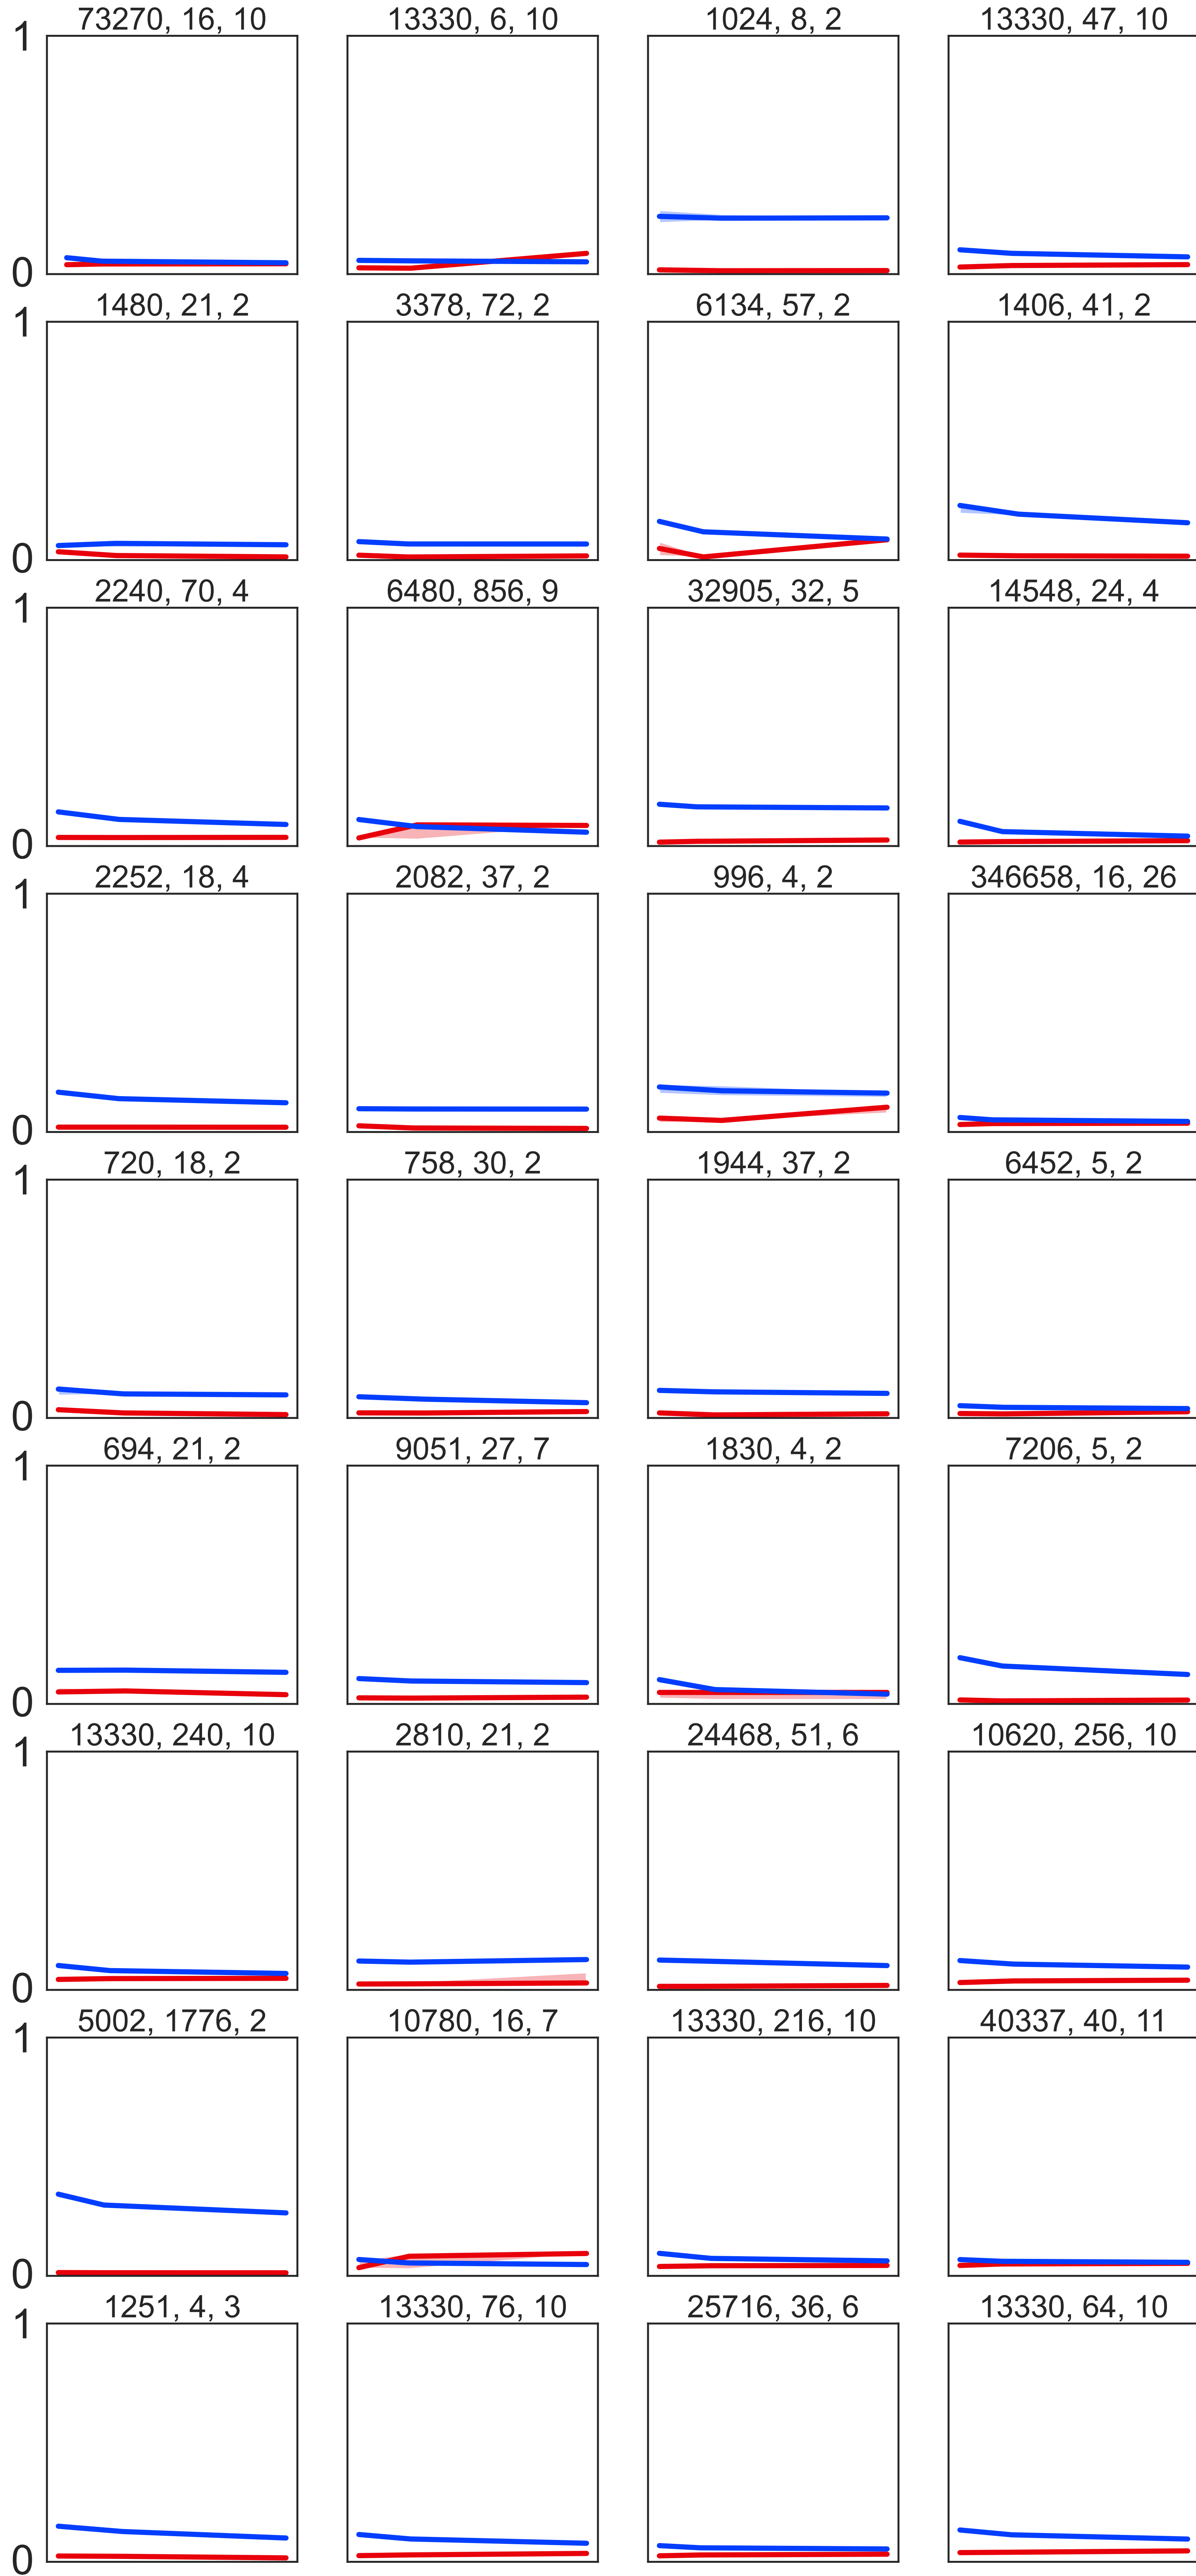 73270, 16, 10 13330, 6, 10 1024, 8, 2 13330, 47, 10
1
0
1480, 21, 2 3378, 72, 2 6134, 57, 2 1406, 41, 2
1
0
2240, 70, 4 6480, 856, 9 32905, 32, 5 14548, 24, 4
1
0
2252, 18, 4 2082, 37, 2 996, 4, 2 346658, 16, 26
1
0
720, 18, 2 758, 30, 2 1944, 37, 2 6452, 5, 2
1
0
694, 21, 2 9051, 27, 7 1830, 4, 2 7206, 5, 2
1
0
13330, 240, 10 2810, 21, 2 24468, 51, 6 10620, 256, 10
1
0
5002, 1776, 2 10780, 16, 7 13330, 216, 10 40337, 40, 11
1
0
1251, 4, 3 13330, 76, 10 25716, 36, 6 13330, 64, 10
1
0